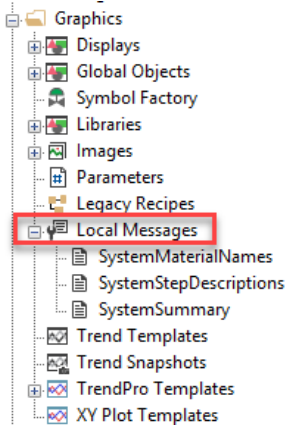 Graphics
Displays
Global Objects
Symbol Factory
Libraries
Images
Parameters
Legacy Recipes
Local Messages
SystemMaterialNames
SystemStepDescriptions
SystemSummary
Trend Templates
Trend Snapshots
TrendPro Templates
XY Plot Templates